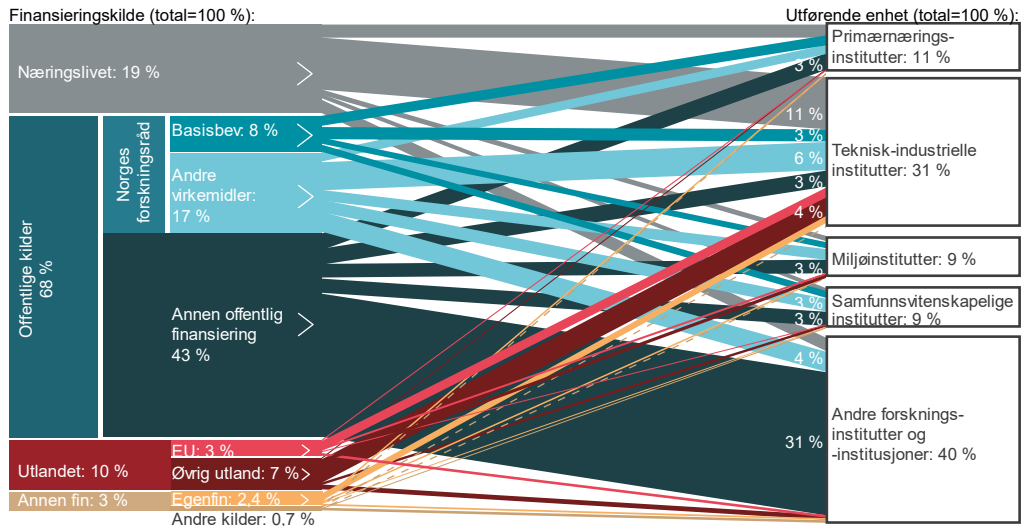 Finansieringskilde (total=100 %):
Utførende enhet (total=100 %):
Næringslivet: 19 %
Offentlige kilder
68 %
Norges
forskningsråd
Basisbev: 8 %
Andre
virkemidler:
17 %
Annen offentlig
finansiering
43 %
Utlandet: 10 %
EU: 3 %
Øvrig utland: 7 %
Annen fin: 3 %
Egenfin: 2,4 %
Andre kilder: 0,7 %
3 %
11 %
3 %
6 %
3 %
4 %
3 %
3 %
3 %
4 %
31 %
Primærnærings-
institutter: 11 %
Teknisk-industrielle
institutter: 31 %
Miljøinstitutter: 9 %
Samfunnsvitenskapelige
institutter: 9 %
Andre forsknings-
institutter og
-institusjoner: 40 %